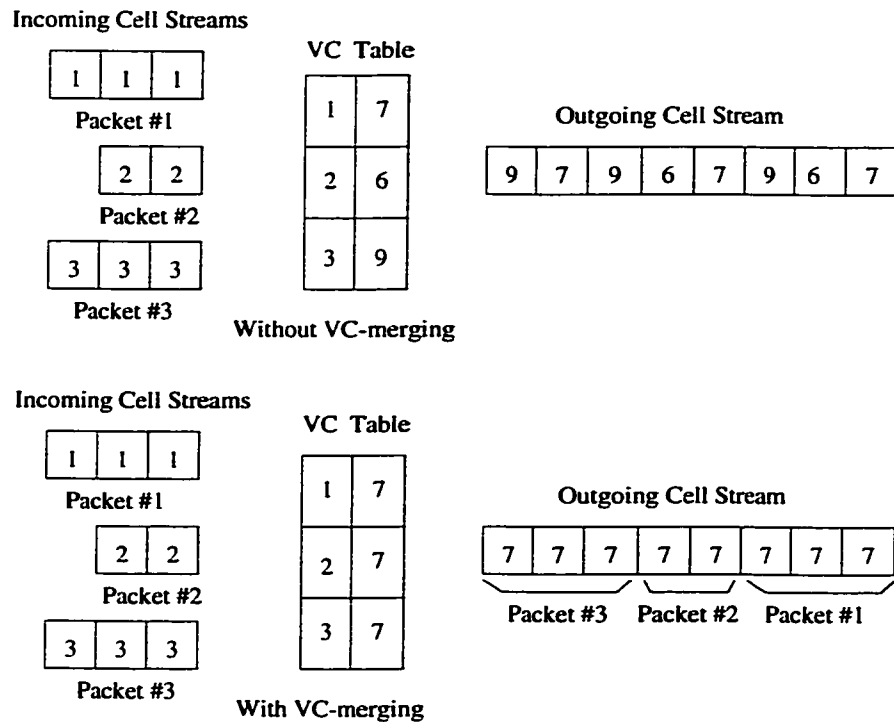 Incoming Cell Streams
1 1 1
Packet #1
2 2
Packet #2
3 3 3
Packet #3
VC Table
1 7
2 6
3 9
Without VC-merging
Outgoing Cell Stream
9 7 9 6 7 9 6 7
Incoming Cell Streams
1 1 1
Packet #1
2 2
Packet #2
3 3 3
Packet #3
VC Table
1 7
2 7
3 7
With VC-merging
Outgoing Cell Stream
7 7 7 7 7 7 7 7
Packet #3 Packet #2 Packet #1